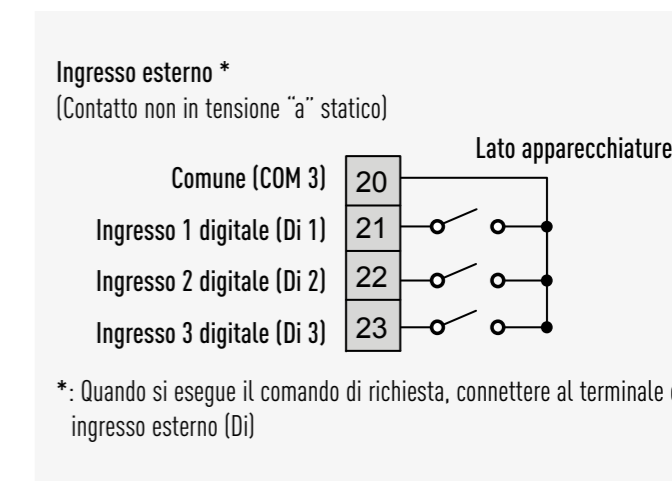 Ingresso esterno *
(Contatto non in tensione “a” statico)
Lato apparecchiature
Comune (COM 3) 20
Ingresso 1 digitale (Di 1) 21
Ingresso 2 digitale (Di 2) 22
Ingresso 3 digitale (Di 3) 23
*: Quando si esegue il comando di richiesta, connettere al terminale
ingresso esterno (Di)